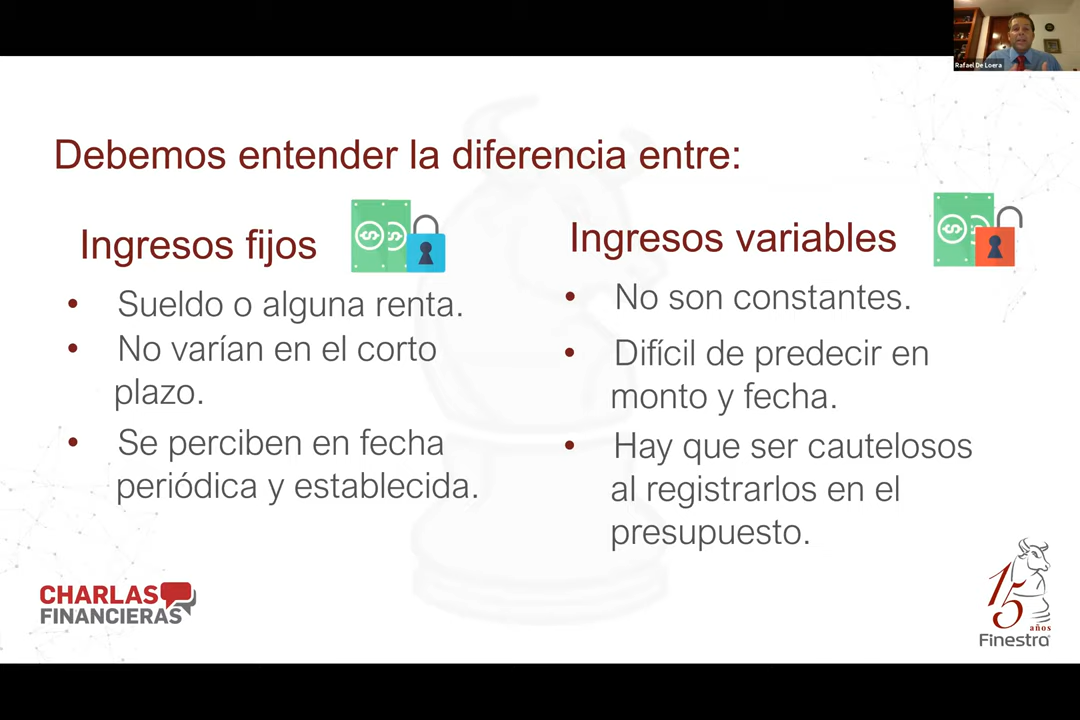 Rafael De Loera
Debemos entender la diferencia entre:
Ingresos fijos
• Sueldo o alguna renta.
• No varían en el corto
plazo.
• Se perciben en fecha
periódica y establecida.
Ingresos variables
• No son constantes.
• Difícil de predecir en
monto y fecha.
• Hay que ser cautelosos
al registrarlos en el
presupuesto.
CHARLAS
FINANCIERAS
15
años
Finestra